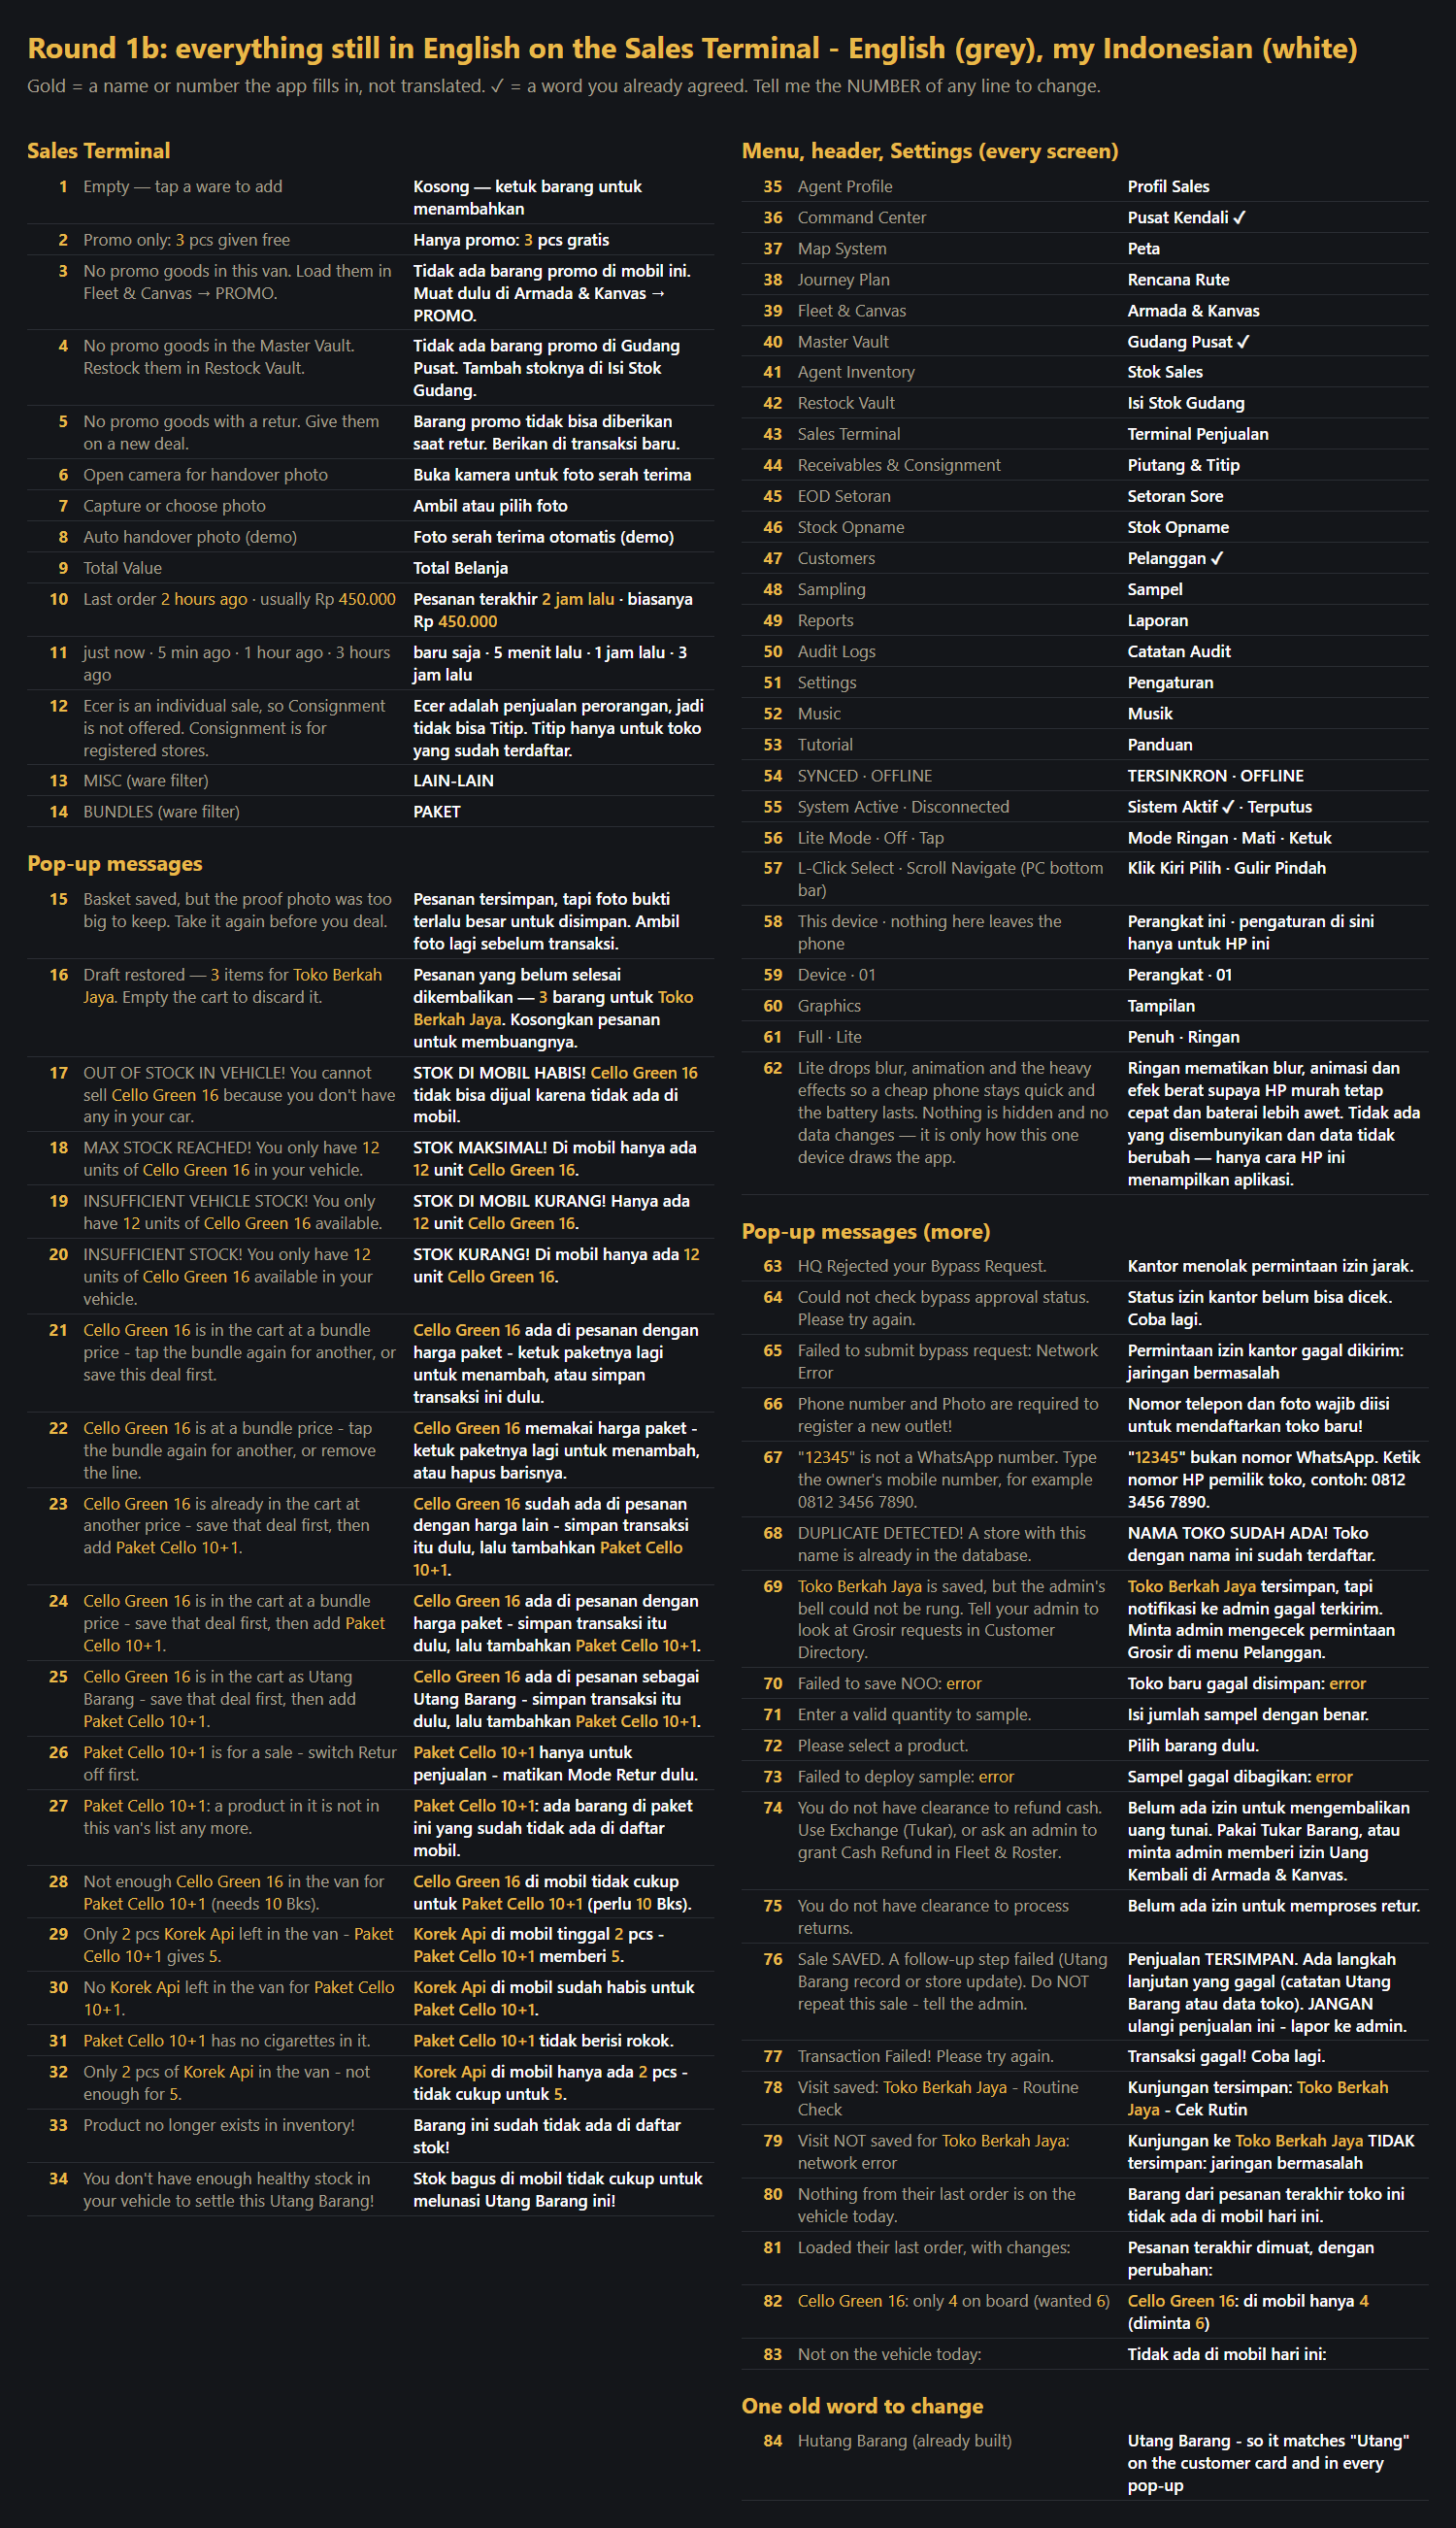 Round 1b: everything still in English on the Sales Terminal - English (grey), my Indonesian (white)
Gold = a name or number the app fills in, not translated. ✓ = a word you already agreed. Tell me the NUMBER of any line to change.
Sales Terminal
1 Empty — tap a ware to add Kosong — ketuk barang untuk menambahkan
2 Promo only: 3 pcs given free Hanya promo: 3 pcs gratis
3 No promo goods in this van. Load them in Fleet & Canvas → PROMO. Tidak ada barang promo di mobil ini. Muat dulu di Armada & Kanvas → PROMO.
4 No promo goods in the Master Vault. Restock them in Restock Vault. Tidak ada barang promo di Gudang Pusat. Tambah stoknya di Isi Stok Gudang.
5 No promo goods with a retur. Give them on a new deal. Barang promo tidak bisa diberikan saat retur. Berikan di transaksi baru.
6 Open camera for handover photo Buka kamera untuk foto serah terima
7 Capture or choose photo Ambil atau pilih foto
8 Auto handover photo (demo) Foto serah terima otomatis (demo)
9 Total Value Total Belanja
10 Last order 2 hours ago · usually Rp 450.000 Pesanan terakhir 2 jam lalu · biasanya Rp 450.000
11 just now · 5 min ago · 1 hour ago · 3 hours ago baru saja · 5 menit lalu · 1 jam lalu · 3 jam lalu
12 Ecer is an individual sale, so Consignment is not offered. Consignment is for registered stores. Ecer adalah penjualan perorangan, jadi tidak bisa Titip. Titip hanya untuk toko yang sudah terdaftar.
13 MISC (ware filter) LAIN-LAIN
14 BUNDLES (ware filter) PAKET
Pop-up messages
15 Basket saved, but the proof photo was too big to keep. Take it again before you deal. Pesanan tersimpan, tapi foto bukti terlalu besar untuk disimpan. Ambil foto lagi sebelum transaksi.
16 Draft restored — 3 items for Toko Berkah Jaya. Empty the cart to discard it. Pesanan yang belum selesai dikembalikan — 3 barang untuk Toko Berkah Jaya. Kosongkan pesanan untuk membuangnya.
17 OUT OF STOCK IN VEHICLE! You cannot sell Cello Green 16 because you don't have any in your car. STOK DI MOBIL HABIS! Cello Green 16 tidak bisa dijual karena tidak ada di mobil.
18 MAX STOCK REACHED! You only have 12 units of Cello Green 16 in your vehicle. STOK MAKSIMAL! Di mobil hanya ada 12 unit Cello Green 16.
19 INSUFFICIENT VEHICLE STOCK! You only have 12 units of Cello Green 16 available. STOK DI MOBIL KURANG! Hanya ada 12 unit Cello Green 16.
20 INSUFFICIENT STOCK! You only have 12 units of Cello Green 16 available in your vehicle. STOK KURANG! Di mobil hanya ada 12 unit Cello Green 16.
21 Cello Green 16 is in the cart at a bundle price - tap the bundle again for another, or save this deal first. Cello Green 16 ada di pesanan dengan harga paket - ketuk paketnya lagi untuk menambah, atau simpan transaksi ini dulu.
22 Cello Green 16 is at a bundle price - tap the bundle again for another, or remove the line. Cello Green 16 memakai harga paket - ketuk paketnya lagi untuk menambah, atau hapus barisnya.
23 Cello Green 16 is already in the cart at another price - save that deal first, then add Paket Cello 10+1. Cello Green 16 sudah ada di pesanan dengan harga lain - simpan transaksi itu dulu, lalu tambahkan Paket Cello 10+1.
24 Cello Green 16 is in the cart at a bundle price - save that deal first, then add Paket Cello 10+1. Cello Green 16 ada di pesanan dengan harga paket - simpan transaksi itu dulu, lalu tambahkan Paket Cello 10+1.
25 Cello Green 16 is in the cart as Utang Barang - save that deal first, then add Paket Cello 10+1. Cello Green 16 ada di pesanan sebagai Utang Barang - simpan transaksi itu dulu, lalu tambahkan Paket Cello 10+1.
26 Paket Cello 10+1 is for a sale - switch Retur off first. Paket Cello 10+1 hanya untuk penjualan - matikan Mode Retur dulu.
27 Paket Cello 10+1: a product in it is not in this van's list any more. Paket Cello 10+1: ada barang di paket ini yang sudah tidak ada di daftar mobil.
28 Not enough Cello Green 16 in the van for Paket Cello 10+1 (needs 10 Bks). Cello Green 16 di mobil tidak cukup untuk Paket Cello 10+1 (perlu 10 Bks).
29 Only 2 pcs Korek Api left in the van - Paket Cello 10+1 gives 5. Korek Api di mobil tinggal 2 pcs - Paket Cello 10+1 memberi 5.
30 No Korek Api left in the van for Paket Cello 10+1. Korek Api di mobil sudah habis untuk Paket Cello 10+1.
31 Paket Cello 10+1 has no cigarettes in it. Paket Cello 10+1 tidak berisi rokok.
32 Only 2 pcs of Korek Api in the van - not enough for 5. Korek Api di mobil hanya ada 2 pcs - tidak cukup untuk 5.
33 Product no longer exists in inventory! Barang ini sudah tidak ada di daftar stok!
34 You don't have enough healthy stock in your vehicle to settle this Utang Barang! Stok bagus di mobil tidak cukup untuk melunasi Utang Barang ini!
Menu, header, Settings (every screen)
35 Agent Profile Profil Sales
36 Command Center Pusat Kendali ✓
37 Map System Peta
38 Journey Plan Rencana Rute
39 Fleet & Canvas Armada & Kanvas
40 Master Vault Gudang Pusat ✓
41 Agent Inventory Stok Sales
42 Restock Vault Isi Stok Gudang
43 Sales Terminal Terminal Penjualan
44 Receivables & Consignment Piutang & Titip
45 EOD Setoran Setoran Sore
46 Stock Opname Stok Opname
47 Customers Pelanggan ✓
48 Sampling Sampel
49 Reports Laporan
50 Audit Logs Catatan Audit
51 Settings Pengaturan
52 Music Musik
53 Tutorial Panduan
54 SYNCED · OFFLINE TERSINKRON · OFFLINE
55 System Active · Disconnected Sistem Aktif ✓ · Terputus
56 Lite Mode · Off · Tap Mode Ringan · Mati · Ketuk
57 L-Click Select · Scroll Navigate (PC bottom bar) Klik Kiri Pilih · Gulir Pindah
58 This device · nothing here leaves the phone Perangkat ini · pengaturan di sini hanya untuk HP ini
59 Device · 01 Perangkat · 01
60 Graphics Tampilan
61 Full · Lite Penuh · Ringan
62 Lite drops blur, animation and the heavy effects so a cheap phone stays quick and the battery lasts. Nothing is hidden and no data changes — it is only how this one device draws the app. Ringan mematikan blur, animasi dan efek berat supaya HP murah tetap cepat dan baterai lebih awet. Tidak ada yang disembunyikan dan data tidak berubah — hanya cara HP ini menampilkan aplikasi.
Pop-up messages (more)
63 HQ Rejected your Bypass Request. Kantor menolak permintaan izin jarak.
64 Could not check bypass approval status. Please try again. Status izin kantor belum bisa dicek. Coba lagi.
65 Failed to submit bypass request: Network Error Permintaan izin kantor gagal dikirim: jaringan bermasalah
66 Phone number and Photo are required to register a new outlet! Nomor telepon dan foto wajib diisi untuk mendaftarkan toko baru!
67 "12345" is not a WhatsApp number. Type the owner's mobile number, for example 0812 3456 7890. "12345" bukan nomor WhatsApp. Ketik nomor HP pemilik toko, contoh: 0812 3456 7890.
68 DUPLICATE DETECTED! A store with this name is already in the database. NAMA TOKO SUDAH ADA! Toko dengan nama ini sudah terdaftar.
69 Toko Berkah Jaya is saved, but the admin's bell could not be rung. Tell your admin to look at Grosir requests in Customer Directory. Toko Berkah Jaya tersimpan, tapi notifikasi ke admin gagal terkirim. Minta admin mengecek permintaan Grosir di menu Pelanggan.
70 Failed to save NOO: error Toko baru gagal disimpan: error
71 Enter a valid quantity to sample. Isi jumlah sampel dengan benar.
72 Please select a product. Pilih barang dulu.
73 Failed to deploy sample: error Sampel gagal dibagikan: error
74 You do not have clearance to refund cash. Use Exchange (Tukar), or ask an admin to grant Cash Refund in Fleet & Roster. Belum ada izin untuk mengembalikan uang tunai. Pakai Tukar Barang, atau minta admin memberi izin Uang Kembali di Armada & Kanvas.
75 You do not have clearance to process returns. Belum ada izin untuk memproses retur.
76 Sale SAVED. A follow-up step failed (Utang Barang record or store update). Do NOT repeat this sale - tell the admin. Penjualan TERSIMPAN. Ada langkah lanjutan yang gagal (catatan Utang Barang atau data toko). JANGAN ulangi penjualan ini - lapor ke admin.
77 Transaction Failed! Please try again. Transaksi gagal! Coba lagi.
78 Visit saved: Toko Berkah Jaya - Routine Check Kunjungan tersimpan: Toko Berkah Jaya - Cek Rutin
79 Visit NOT saved for Toko Berkah Jaya: network error Kunjungan ke Toko Berkah Jaya TIDAK tersimpan: jaringan bermasalah
80 Nothing from their last order is on the vehicle today. Barang dari pesanan terakhir toko ini tidak ada di mobil hari ini.
81 Loaded their last order, with changes: Pesanan terakhir dimuat, dengan perubahan:
82 Cello Green 16: only 4 on board (wanted 6) Cello Green 16: di mobil hanya 4 (diminta 6)
83 Not on the vehicle today: Tidak ada di mobil hari ini:
One old word to change
84 Hutang Barang (already built) Utang Barang - so it matches "Utang" on the customer card and in every pop-up